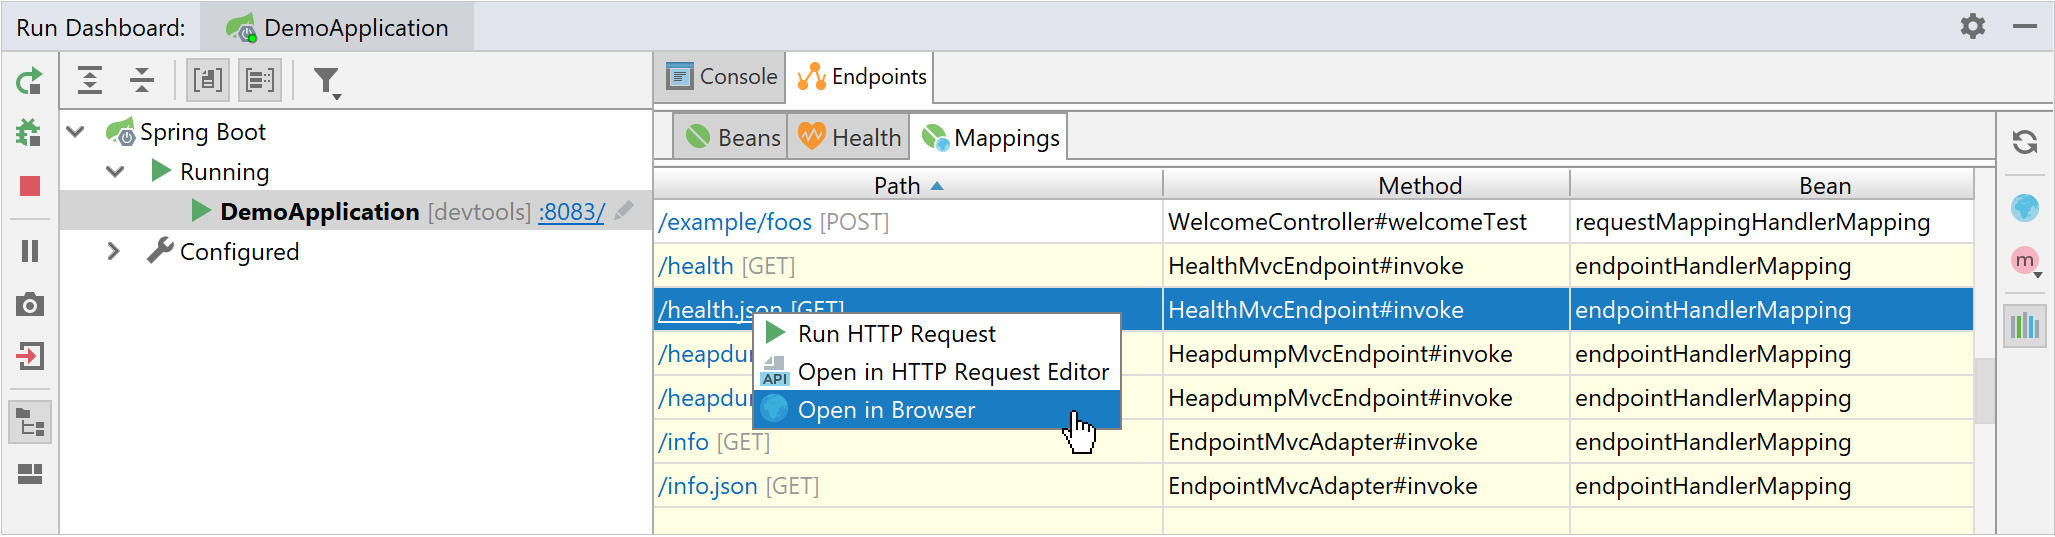 Run Dashboard: DemoApplication
Console Endpoints
Spring Boot
Running
DemoApplication [devtools] :8083/
Configured
Beans Health Mappings
Path Method Bean
/example/foos [POST] WelcomeController#welcomeTest requestMappingHandlerMapping
/health [GET] HealthMvcEndpoint#invoke endpointHandlerMapping
/health.json [GET] HealthMvcEndpoint#invoke endpointHandlerMapping
HeapdumpMvcEndpoint#invoke endpointHandlerMapping
HeapdumpMvcEndpoint#invoke endpointHandlerMapping
/info [GET] EndpointMvcAdapter#invoke endpointHandlerMapping
/info.json [GET] EndpointMvcAdapter#invoke endpointHandlerMapping
Run HTTP Request
API Open in HTTP Request Editor
Open in Browser
m